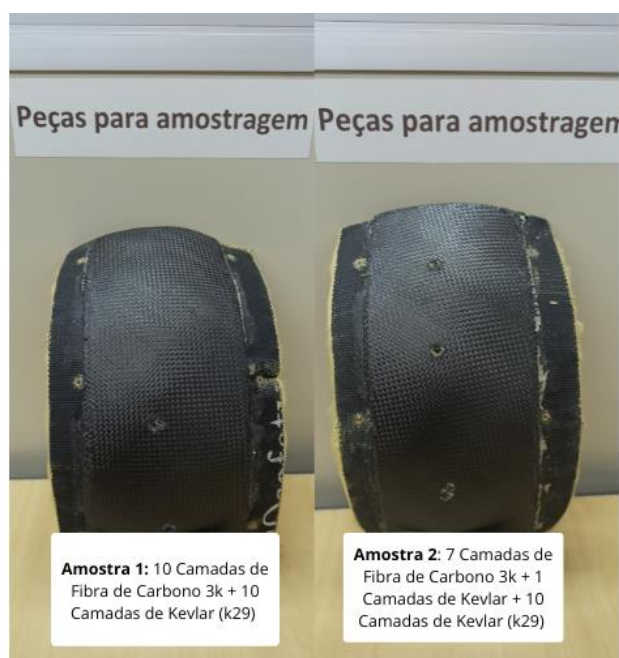 Peças para amostragem
Peças para amostragem
Amostra 1: 10 Camadas de
Fibra de Carbono 3k + 10
Camadas de Kevlar (k29)
Amostra 2: 7 Camadas de
Fibra de Carbono 3k + 1
Camadas de Kevlar + 10
Camadas de Kevlar (k29)